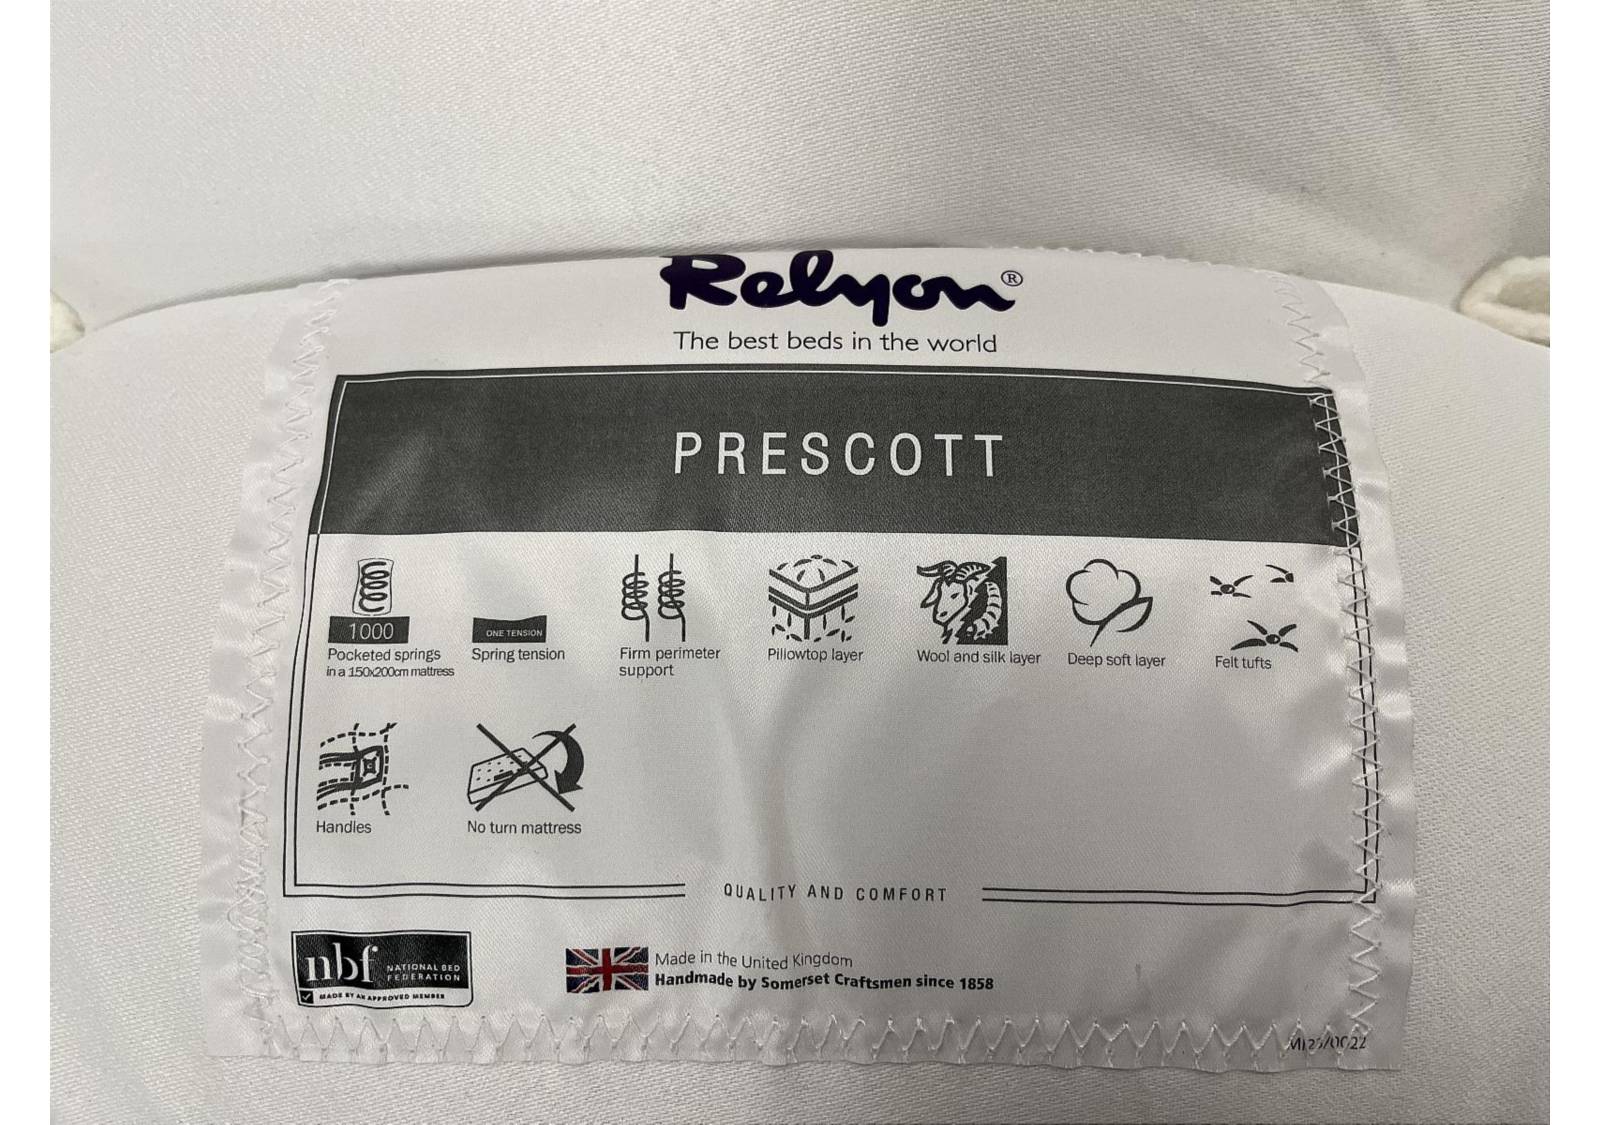 Relyon®
The best beds in the world
PRESCOTT
1000
Pocketed springs
in a 150x200cm mattress
ONE TENSION
Spring tension
Firm perimeter
support
Pillowtop layer
Wool and silk layer
Deep soft layer
Felt tufts
Handles
No turn mattress
QUALITY AND COMFORT
nbf
NATIONAL BED
FEDERATION
MADE BY AN APPROVED MEMBER
Made in the United Kingdom
Handmade by Somerset Craftsmen since 1858